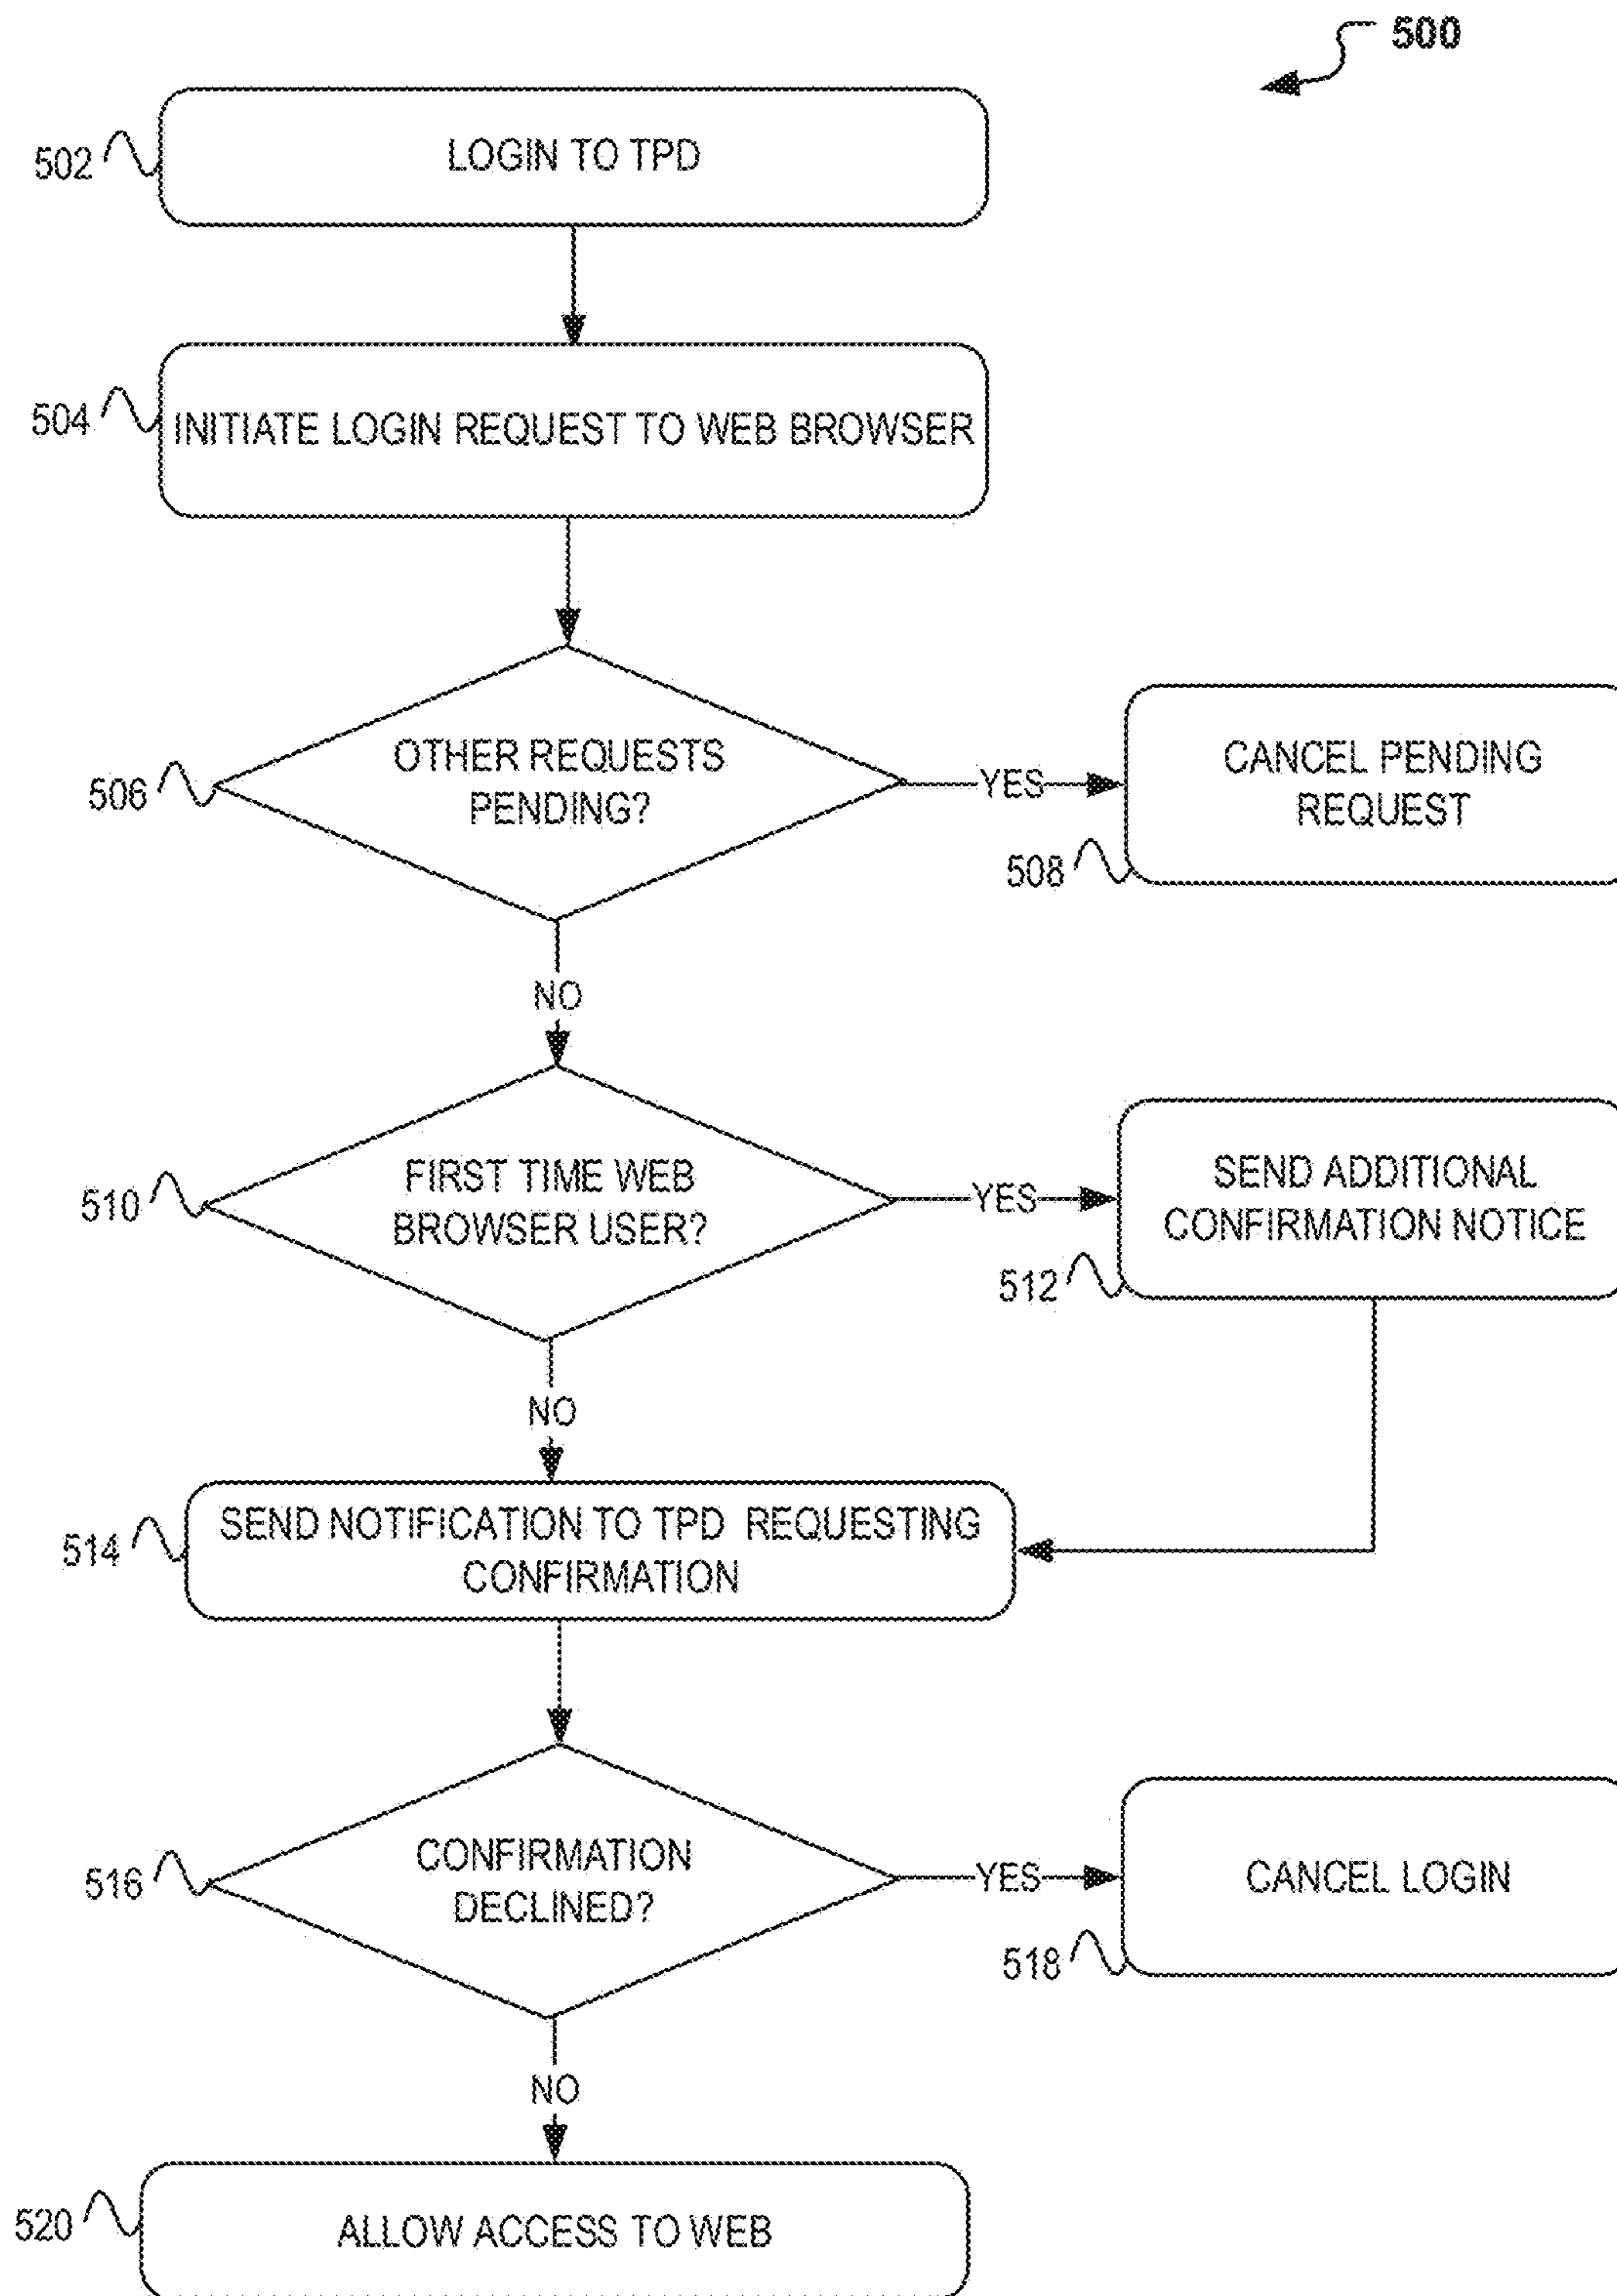 500
502
LOGIN TO TPD
504
INITIATE LOGIN REQUEST TO WEB BROWSER
506
OTHER REQUESTS
PENDING?
YES
CANCEL PENDING
REQUEST
508
NO
510
FIRST TIME WEB
BROWSER USER?
YES
SEND ADDITIONAL
CONFIRMATION NOTICE
512
NO
514
SEND NOTIFICATION TO TPD REQUESTING
CONFIRMATION
516
CONFIRMATION
DECLINED?
YES
CANCEL LOGIN
518
NO
520
ALLOW ACCESS TO WEB